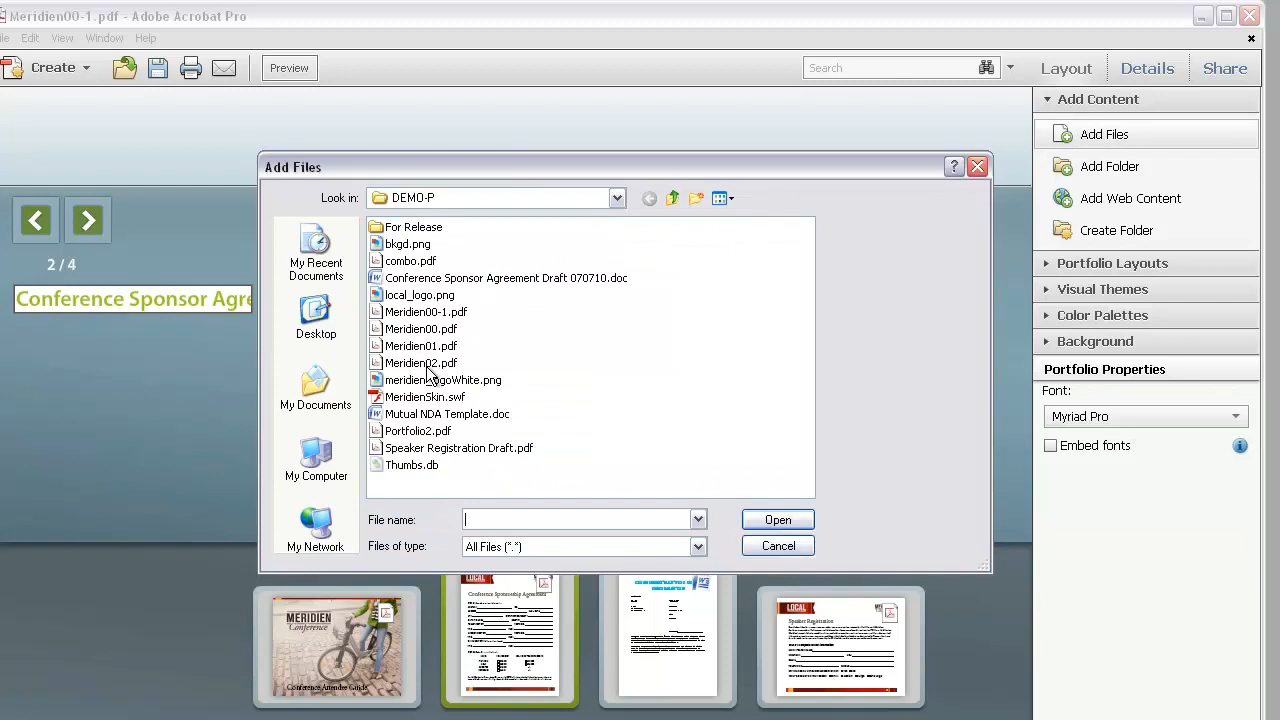 Meridien00-1.pdf - Adobe Acrobat Pro
Edit View Window Help
Create
Preview
Search
Layout Details Share
Add Content
Add Files
Add Folder
Add Web Content
Create Folder
Portfolio Layouts
Visual Themes
Color Palettes
Background
Portfolio Properties
Font:
Myriad Pro
Embed fonts
2 / 4
Conference Sponsor Agre
Add Files
Look in:
DEMO-P
My Recent
Documents
Desktop
My Documents
My Computer
My Network
For Release
bkgd.png
combo.pdf
Conference Sponsor Agreement Draft 070710.doc
local_logo.png
Meridien00-1.pdf
Meridien00.pdf
Meridien01.pdf
Meridien02.pdf
MeridienSkin.swf
Mutual NDA Template.doc
Portfolio2.pdf
Speaker Registration Draft.pdf
Thumbs.db
File name:
Open
Files of type:
All Files (*.*)
Cancel
MERIDIEN
Conference
Conference Attendee Guide
Conference Sponsorship Agreement
LOCAL
Speaker Registration